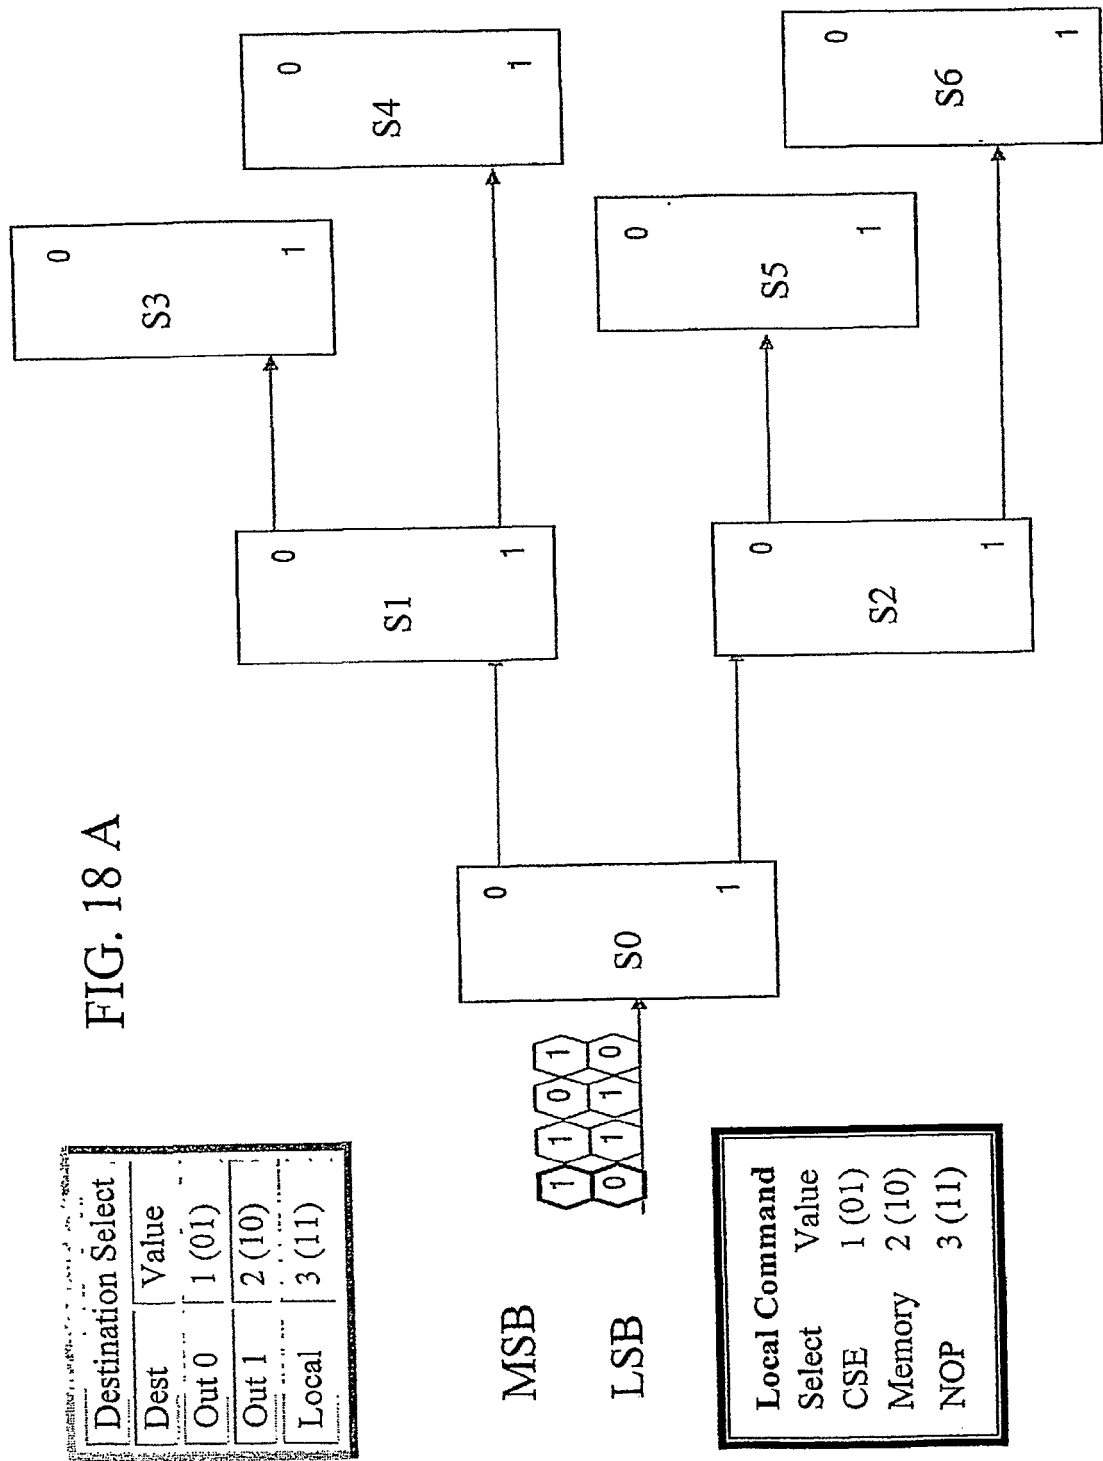 FIG. 18 A
Destination Select
Dest Value
Out 0 1 (01)
Out 1 2 (10)
Local 3 (11)
MSB 1 1 0 1
LSB 0 1 1 0
Local Command
Select Value
CSE 1 (01)
Memory 2 (10)
NOP 3 (11)
S0
0
1
S1
0
1
S2
0
1
S3
0
1
S4
0
1
S5
0
1
S6
0
1